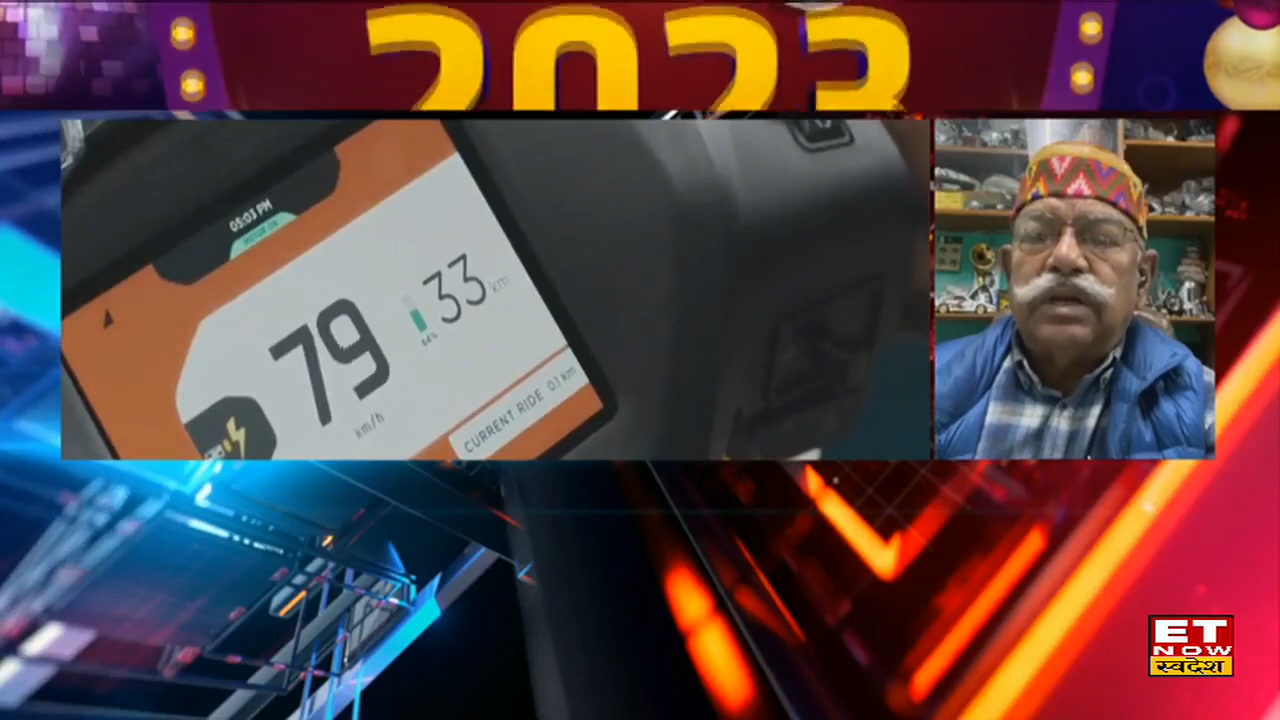 2023
05:03 PM
79
km/h
33 km
64%
CURRENT RIDE 0.1 km
ET
NOW
स्वदेश